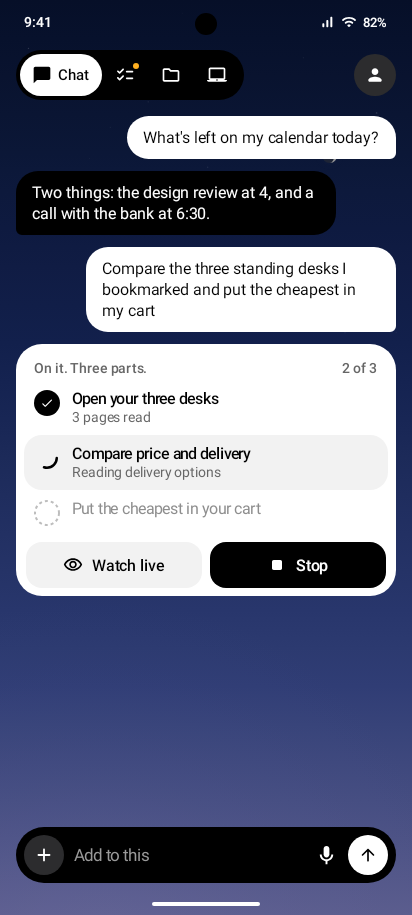 9:41
82%
Chat
What's left on my calendar today?
Two things: the design review at 4, and a
call with the bank at 6:30.
Compare the three standing desks I
bookmarked and put the cheapest in
my cart
On it. Three parts.
2 of 3
Open your three desks
3 pages read
Compare price and delivery
Reading delivery options
Put the cheapest in your cart
Watch live
Stop
Add to this